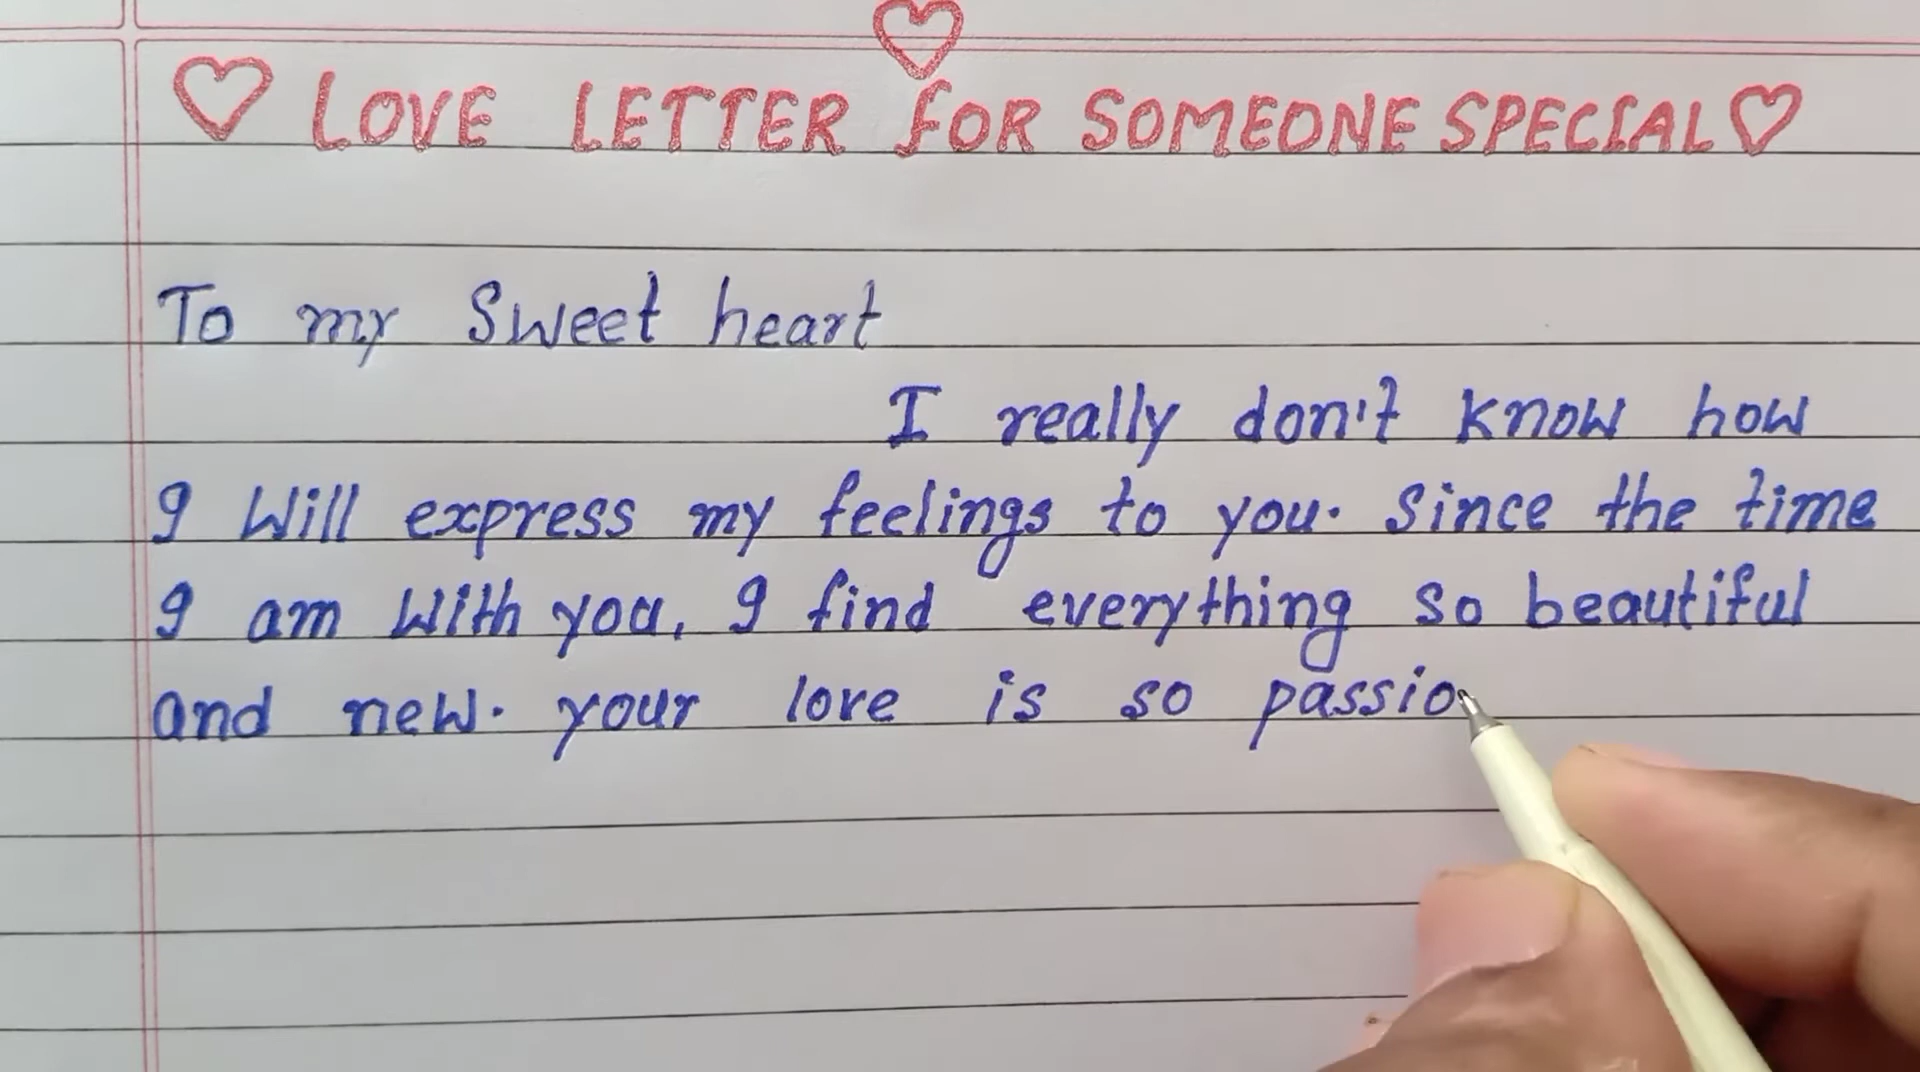 LOVE LETTER FOR SOMEONE SPECIAL
To my Sweet heart
I really don't know how
I will express my feelings to you. Since the time
I am with you, I find everything so beautiful
and new. your love is so passio